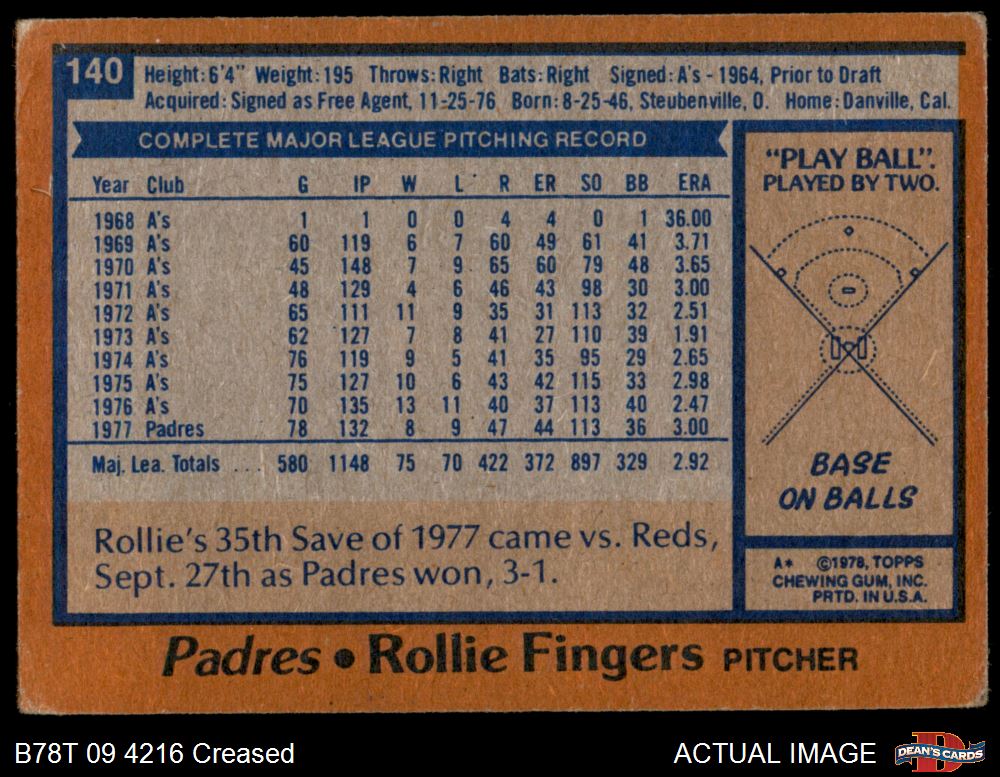 140
Height: 6'4" Weight: 195 Throws: Right Bats: Right Signed: A's - 1964, Prior to Draft
Acquired: Signed as Free Agent, 11-25-76 Born: 8-25-46, Steubenville, O. Home: Danville, Cal.
COMPLETE MAJOR LEAGUE PITCHING RECORD
Year Club G IP W L R ER SO BB ERA
1968 A's 1 1 0 0 4 4 0 1 36.00
1969 A's 60 119 6 7 60 49 61 41 3.71
1970 A's 45 148 7 9 65 60 79 48 3.65
1971 A's 48 129 4 6 46 43 98 30 3.00
1972 A's 65 111 11 9 35 31 113 32 2.51
1973 A's 62 127 7 8 41 27 110 39 1.91
1974 A's 76 119 9 5 41 35 95 29 2.65
1975 A's 75 127 10 6 43 42 115 33 2.98
1976 A's 70 135 13 11 40 37 113 40 2.47
1977 Padres 78 132 8 9 47 44 113 36 3.00
Maj. Lea. Totals ... 580 1148 75 70 422 372 897 329 2.92
Rollie's 35th Save of 1977 came vs. Reds,
Sept. 27th as Padres won, 3-1.
"PLAY BALL".
PLAYED BY TWO.
BASE
ON BALLS
A* ©1978, TOPPS
CHEWING GUM, INC.
PRTD. IN U.S.A.
Padres • Rollie Fingers PITCHER
B78T 09 4216 Creased
ACTUAL IMAGE
DEAN'S CARDS